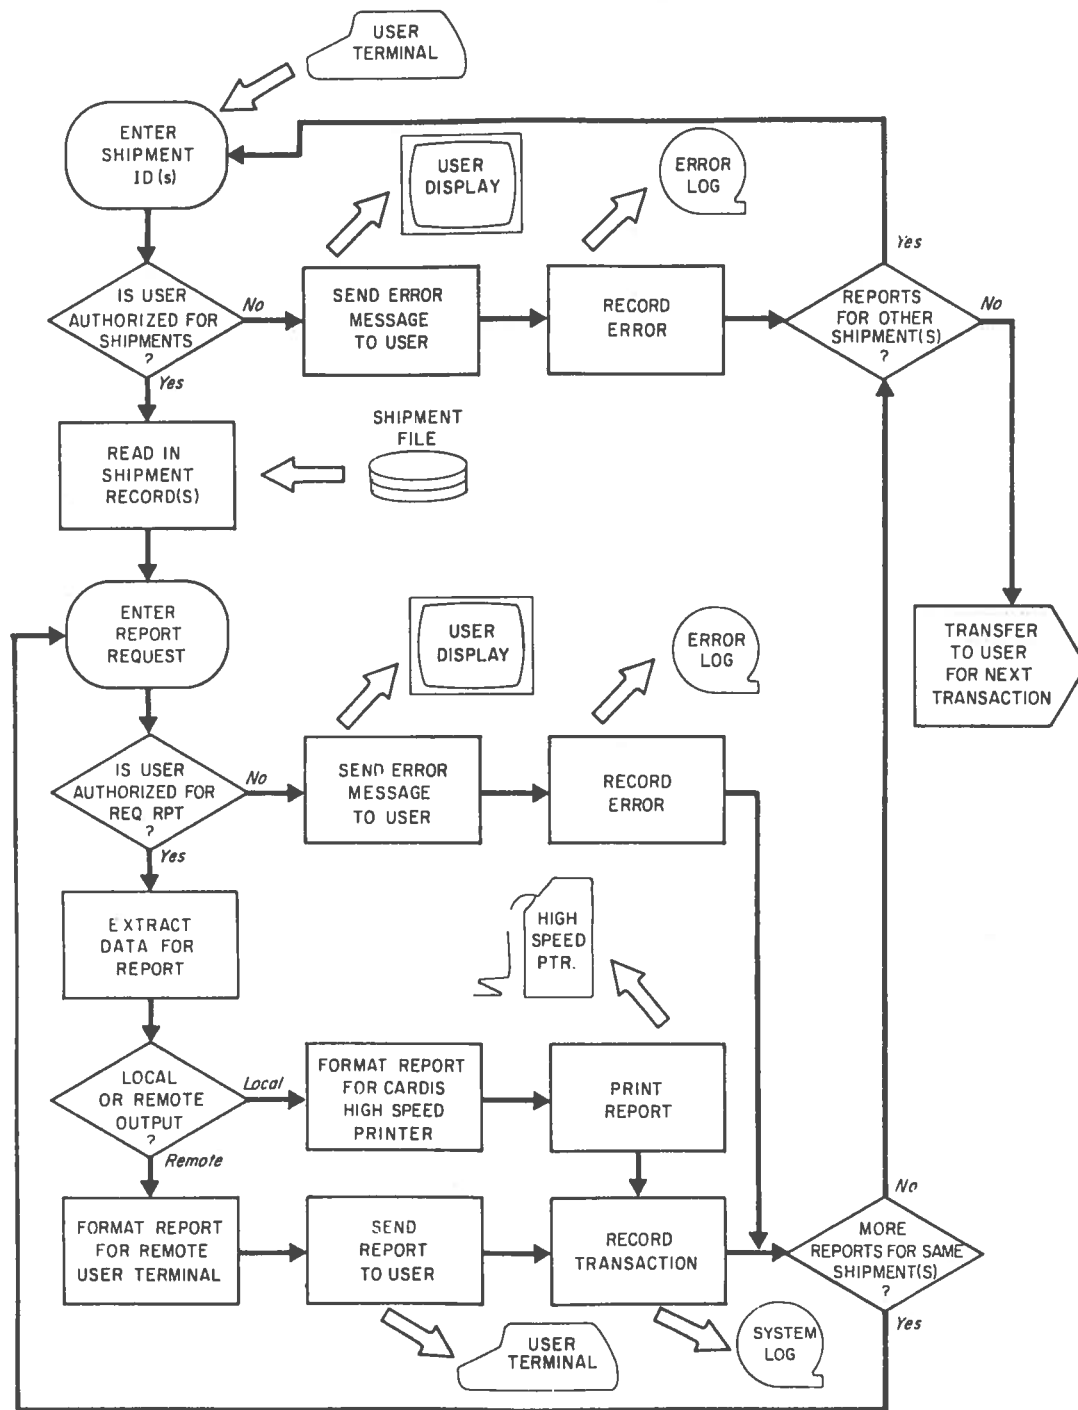 USER
TERMINAL
ENTER
SHIPMENT
ID(s)
USER
DISPLAY
ERROR
LOG
Yes
IS USER
AUTHORIZED FOR
SHIPMENTS
?
No
Yes
SEND ERROR
MESSAGE
TO USER
RECORD
ERROR
REPORTS
FOR OTHER
SHIPMENT(S)
?
No
READ IN
SHIPMENT
RECORD(S)
SHIPMENT
FILE
ENTER
REPORT
REQUEST
USER
DISPLAY
ERROR
LOG
TRANSFER
TO USER
FOR NEXT
TRANSACTION
IS USER
AUTHORIZED FOR
REQ RPT
?
No
Yes
SEND ERROR
MESSAGE
TO USER
RECORD
ERROR
EXTRACT
DATA FOR
REPORT
HIGH
SPEED
PTR.
LOCAL
OR REMOTE
OUTPUT
?
Local
Remote
FORMAT REPORT
FOR CARDIS
HIGH SPEED
PRINTER
PRINT
REPORT
FORMAT REPORT
FOR REMOTE
USER TERMINAL
SEND
REPORT
TO USER
RECORD
TRANSACTION
No
MORE
REPORTS FOR SAME
SHIPMENT(S)
?
Yes
USER
TERMINAL
SYSTEM
LOG